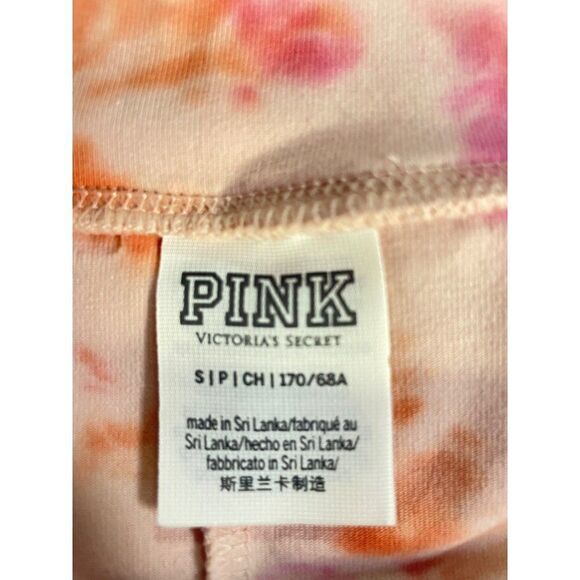 PINK
VICTORIA'S SECRET
S|P|CH|170/68A
made in Sri Lanka/fabriqué au
Sri Lanka/hecho en Sri Lanka/
fabbricato in Sri Lanka/
斯里兰卡制造